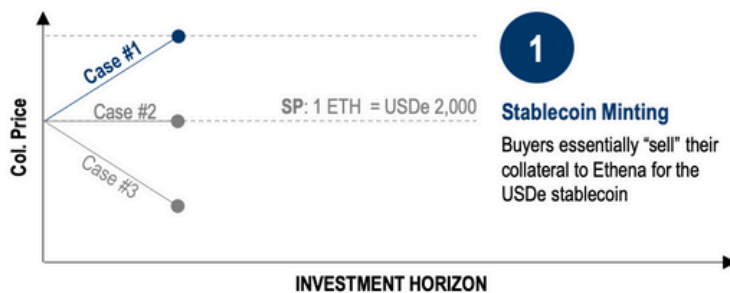 Col. Price
Case #1
Case #2
Case #3
SP: 1 ETH = USDe 2,000
INVESTMENT HORIZON
1
Stablecoin Minting
Buyers essentially “sell” their
collateral to Ethena for the
USDe stablecoin